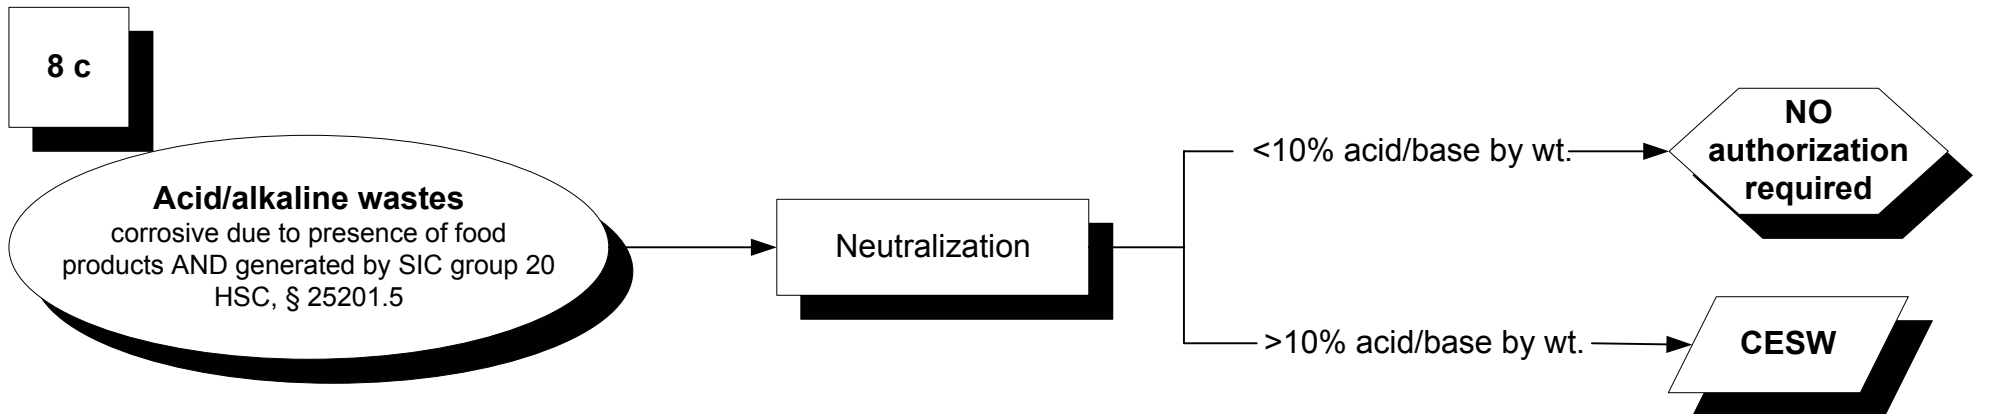 8 c
Acid/alkaline wastes
corrosive due to presence of food
products AND generated by SIC group 20
HSC, § 25201.5
Neutralization
<10% acid/base by wt.
NO
authorization
required
>10% acid/base by wt.
CESW